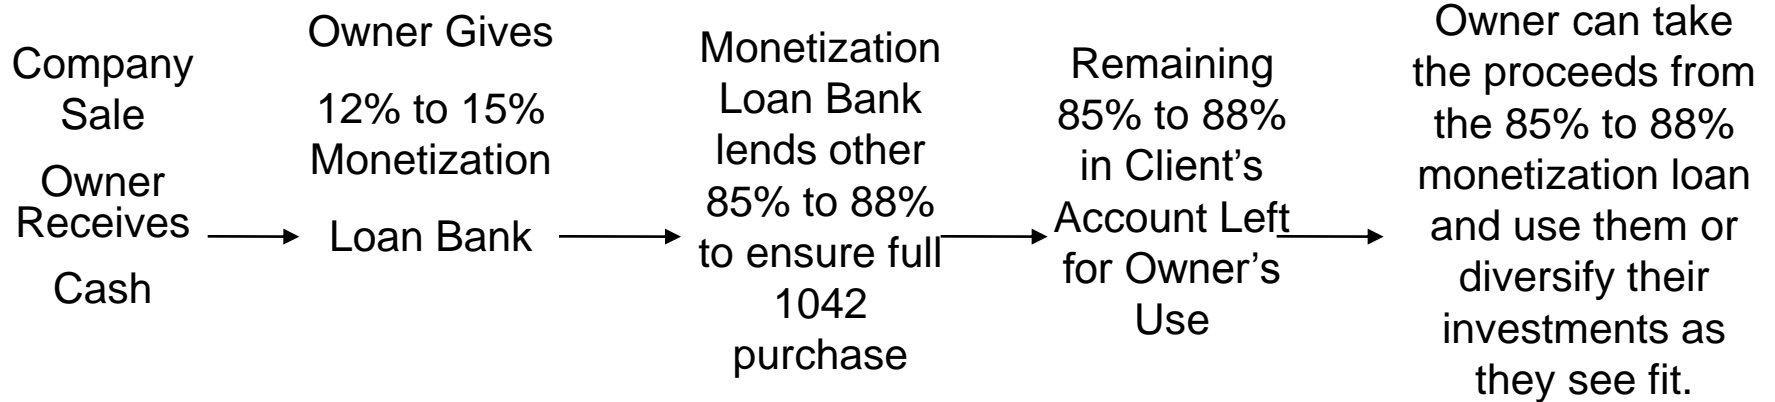 Company
Sale
Owner
Receives
Cash
Owner Gives
12% to 15%
Monetization
Loan Bank
Monetization
Loan Bank
lends other
85% to 88%
to ensure full
1042
purchase
Remaining
85% to 88%
in Client’s
Account Left
for Owner’s
Use
Owner can take
the proceeds from
the 85% to 88%
monetization loan
and use them or
diversify their
investments as
they see fit.